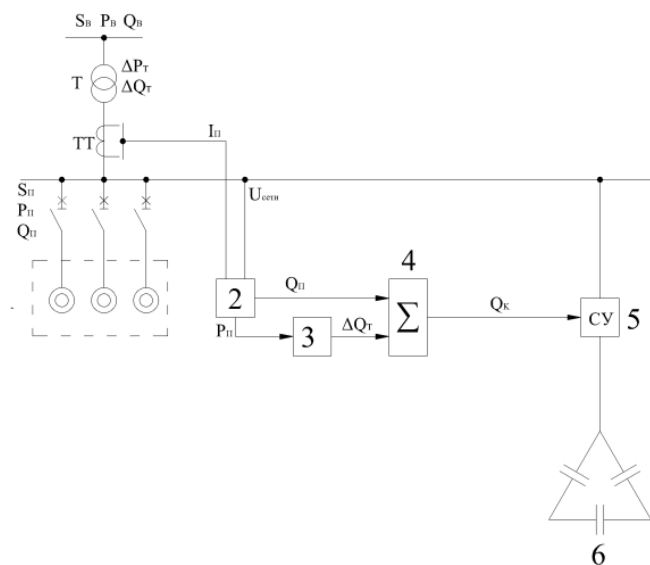 Sв Pв Qв
T
ΔPт
ΔQт
ТТ
Iп
Sп
Pп
Qп
Uсети
4
2
Qп
Σ
Qк
СУ
5
Pп
3
ΔQт
6